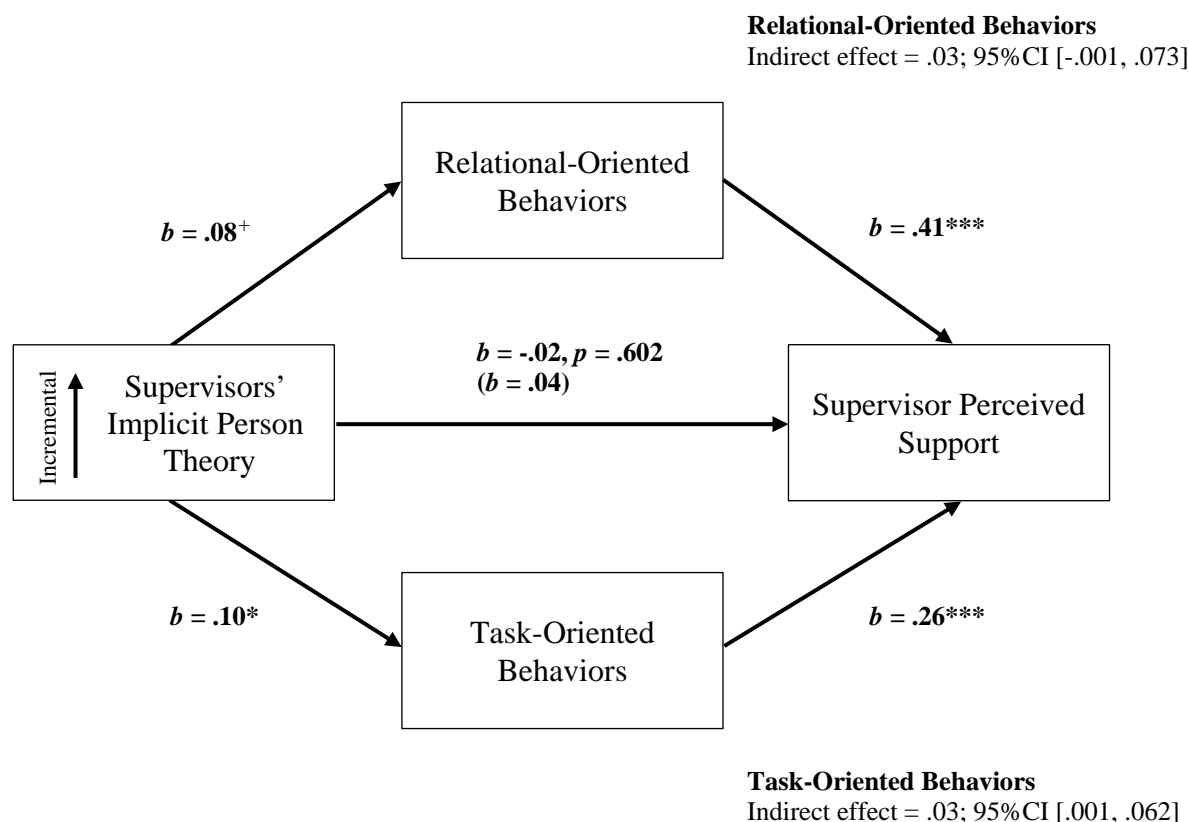 Relational-Oriented Behaviors
Indirect effect = .03; 95%CI [-.001, .073]
Relational-Oriented
Behaviors
b = .08+
b = .41***
b = -.02, p = .602
(b = .04)
Incremental
Supervisors’
Implicit Person
Theory
Supervisor Perceived
Support
b = .10*
Task-Oriented
Behaviors
b = .26***
Task-Oriented Behaviors
Indirect effect = .03; 95%CI [.001, .062]